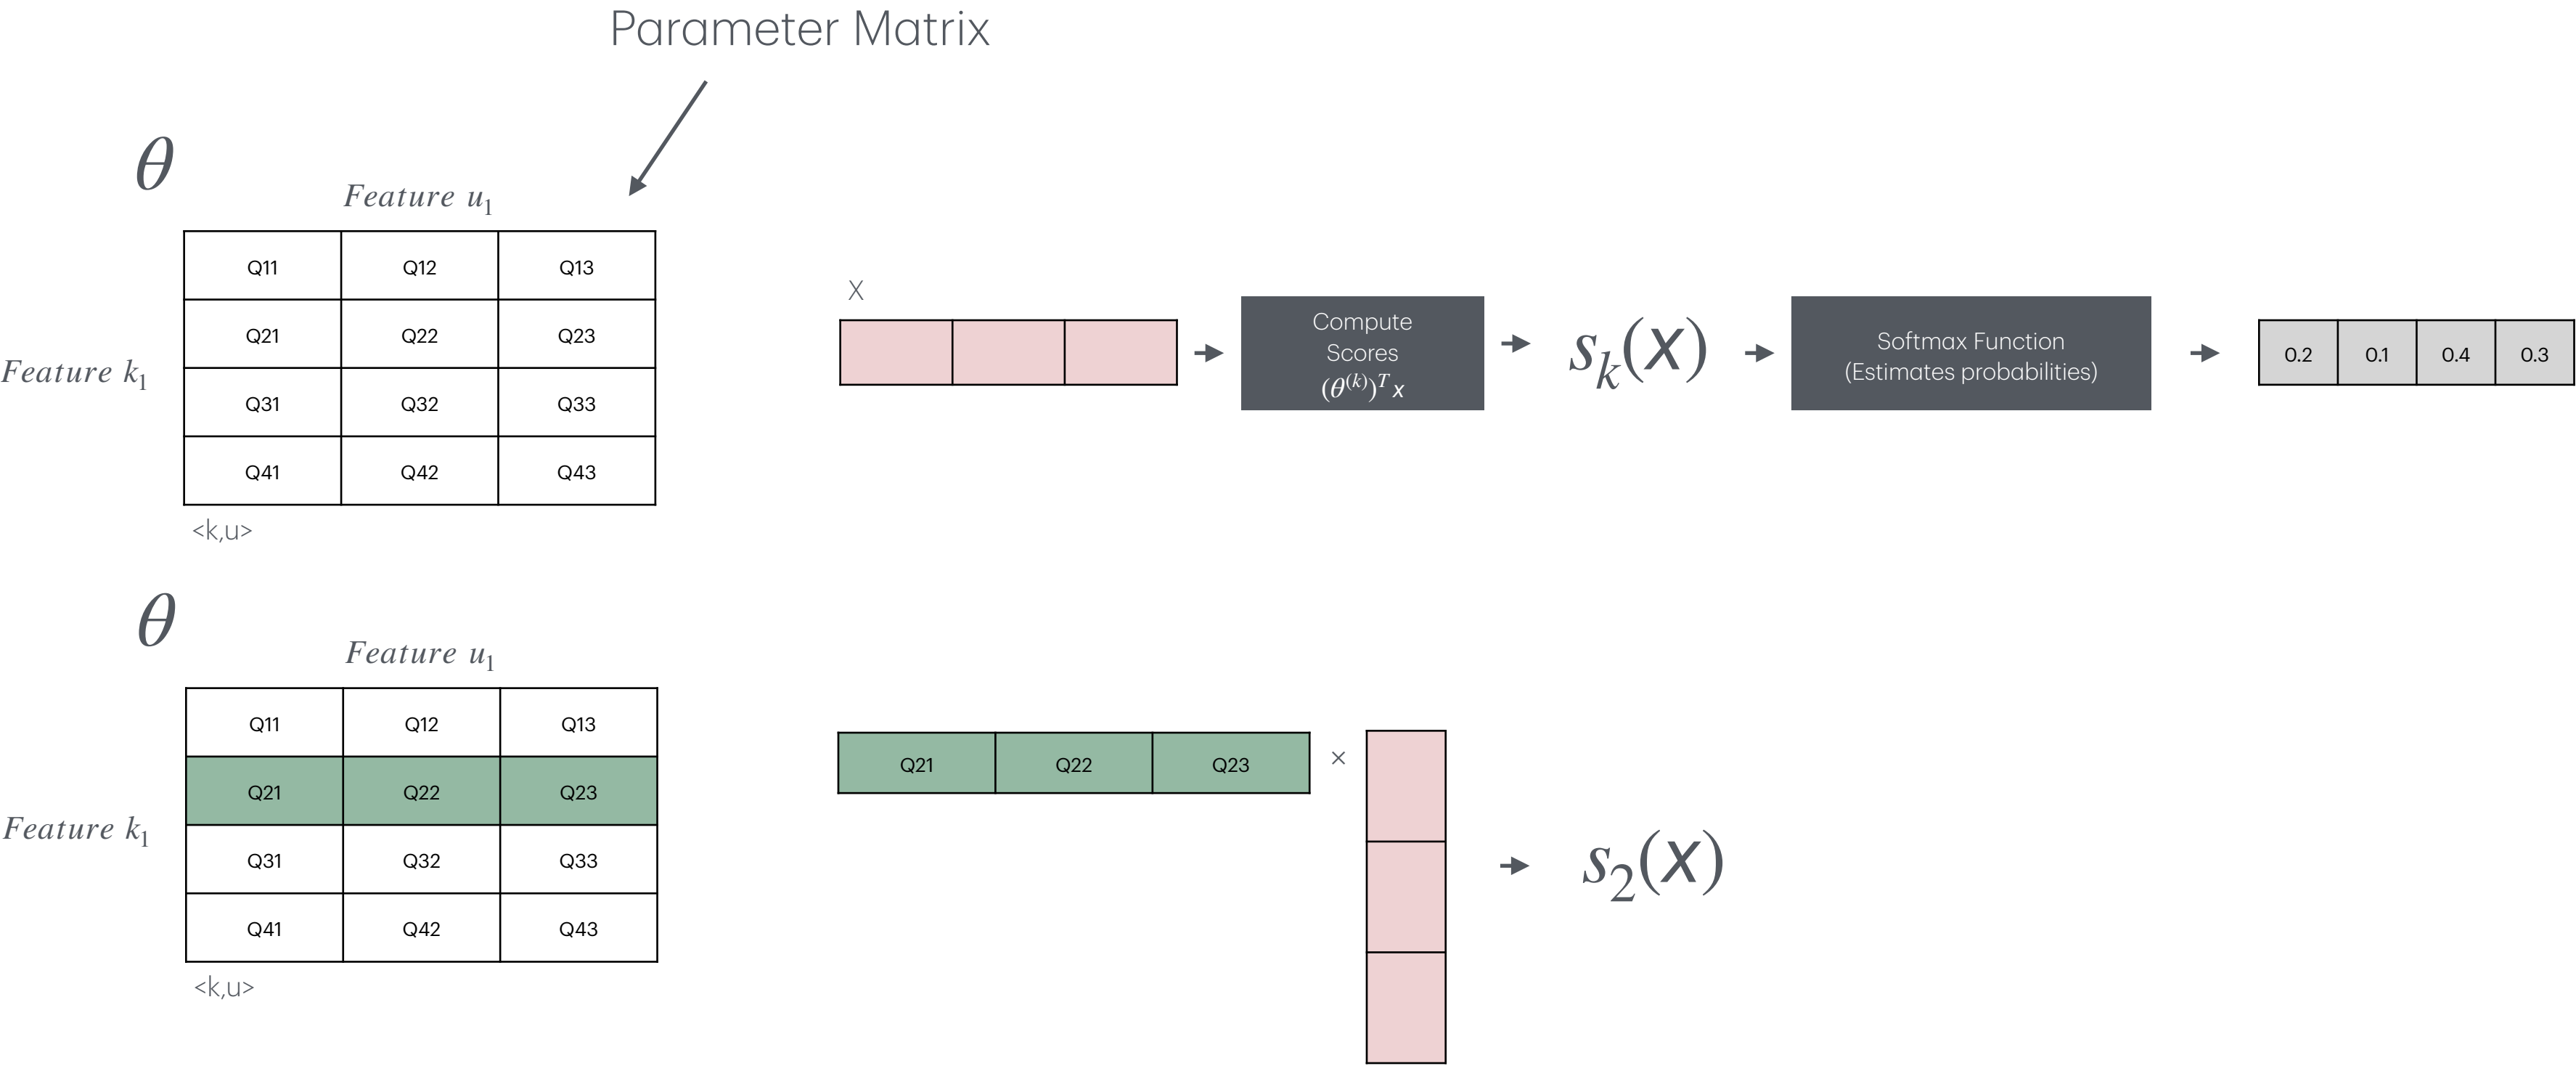 Parameter Matrix
θ
Feature u₁
Q11 Q12 Q13
Q21 Q22 Q23
Feature k₁
Q31 Q32 Q33
Q41 Q42 Q43
<k,u>
X
Compute
Scores
(θ⁽ᵏ⁾)ᵀ x
sₖ(x)
Softmax Function
(Estimates probabilities)
0.2 0.1 0.4 0.3
θ
Feature u₁
Q11 Q12 Q13
Q21 Q22 Q23
Feature k₁
Q31 Q32 Q33
Q41 Q42 Q43
<k,u>
Q21 Q22 Q23 ×
s₂(x)